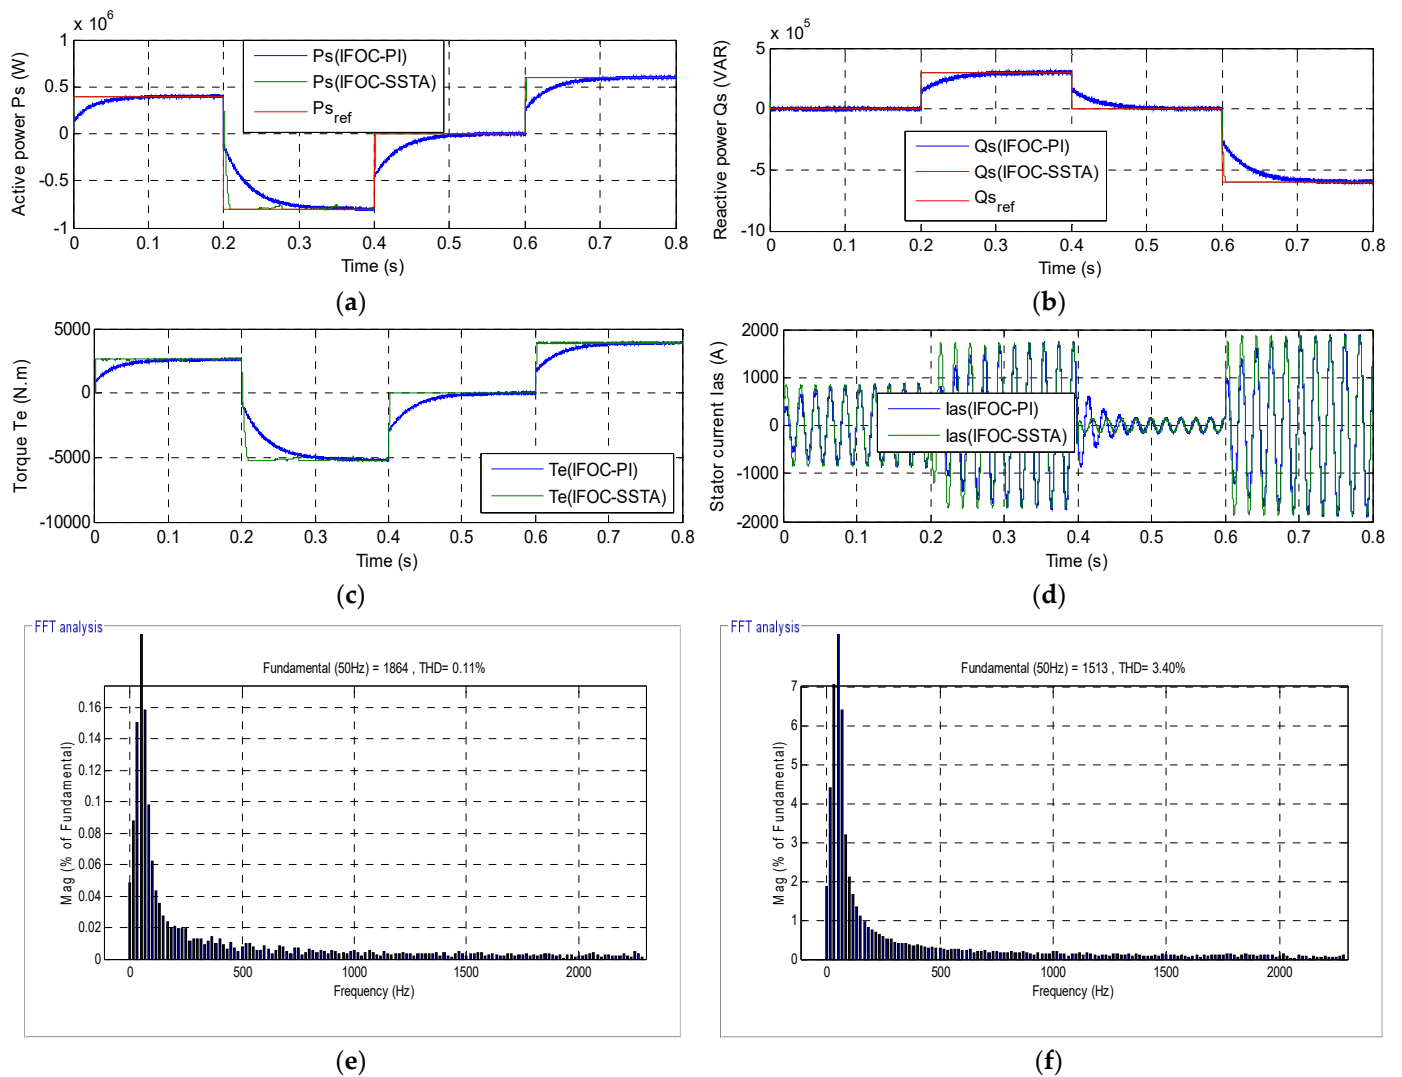 x 10^6
Active power Ps (W)
1
0.5
0
-0.5
-1
Ps(IFOC-PI)
Ps(IFOC-SSTA)
Ps_ref
0 0.1 0.2 0.3 0.4 0.5 0.6 0.7 0.8
Time (s)
(a)
x 10^5
Reactive power Qs (VAR)
5
0
-5
-10
Qs(IFOC-PI)
Qs(IFOC-SSTA)
Qs_ref
0 0.1 0.2 0.3 0.4 0.5 0.6 0.7 0.8
Time (s)
(b)
Torque Te (N.m)
5000
0
-5000
-10000
Te(IFOC-PI)
Te(IFOC-SSTA)
0 0.1 0.2 0.3 0.4 0.5 0.6 0.7 0.8
Time (s)
(c)
Stator current Ias (A)
2000
1000
0
-1000
-2000
Ias(IFOC-PI)
Ias(IFOC-SSTA)
0 0.1 0.2 0.3 0.4 0.5 0.6 0.7 0.8
Time (s)
(d)
FFT analysis
Fundamental (50Hz) = 1864 , THD= 0.11%
Mag (% of Fundamental)
0.16
0.14
0.12
0.1
0.08
0.06
0.04
0.02
0
0 500 1000 1500 2000
Frequency (Hz)
(e)
FFT analysis
Fundamental (50Hz) = 1513 , THD= 3.40%
Mag (% of Fundamental)
7
6
5
4
3
2
1
0
0 500 1000 1500 2000
Frequency (Hz)
(f)